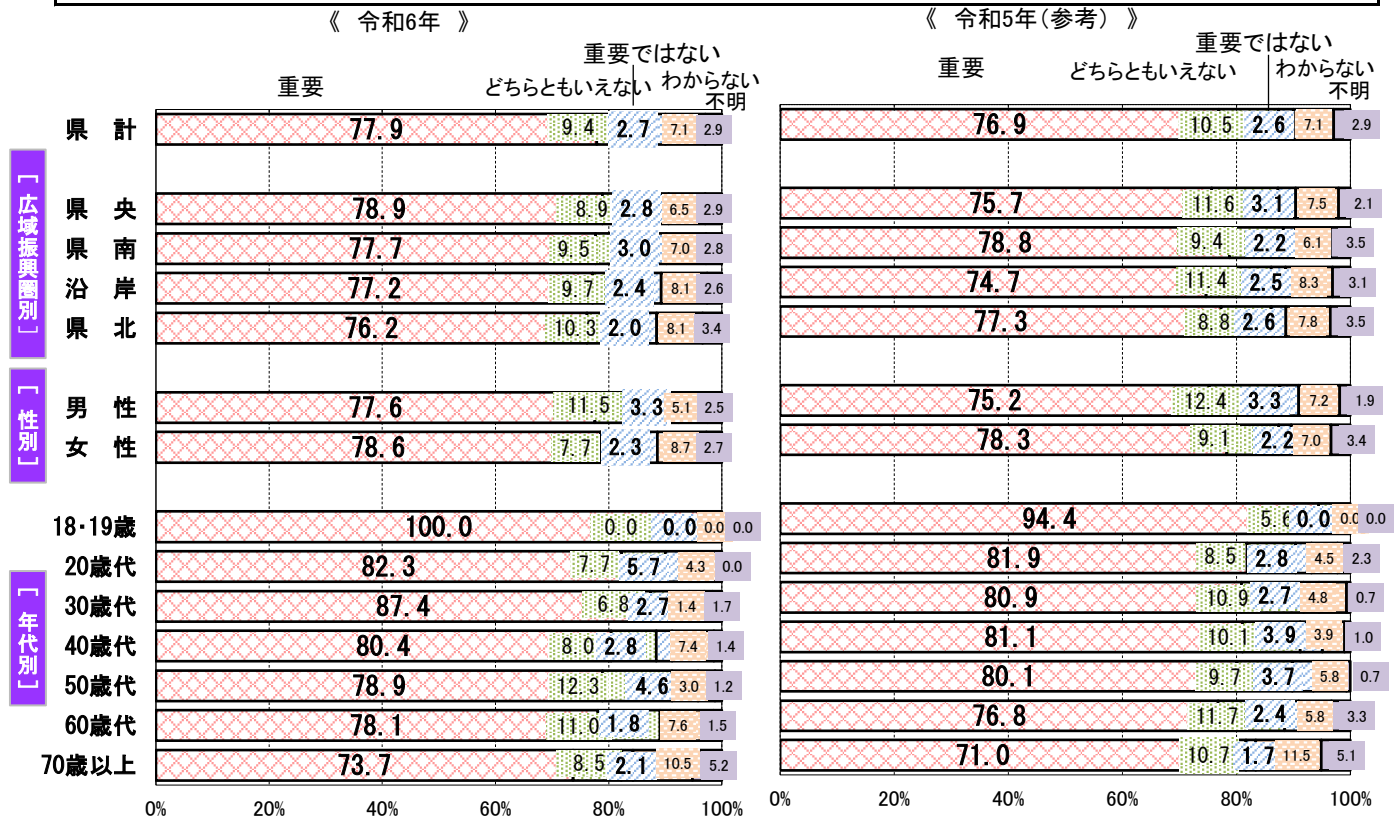 《 令和6年 》
《 令和5年(参考) 》
重要 どちらともいえない 重要ではない わからない 不明
重要 どちらともいえない 重要ではない わからない 不明
県 計 77.9 9.4 2.7 7.1 2.9 76.9 10.5 2.6 7.1 2.9
[広域振興圏別]
県 央 78.9 8.9 2.8 6.5 2.9 75.7 11.6 3.1 7.5 2.1
県 南 77.7 9.5 3.0 7.0 2.8 78.8 9.4 2.2 6.1 3.5
沿 岸 77.2 9.7 2.4 8.1 2.6 74.7 11.4 2.5 8.3 3.1
県 北 76.2 10.3 2.0 8.1 3.4 77.3 8.8 2.6 7.8 3.5
[性別]
男 性 77.6 11.5 3.3 5.1 2.5 75.2 12.4 3.3 7.2 1.9
女 性 78.6 7.7 2.3 8.7 2.7 78.3 9.1 2.2 7.0 3.4
[年代別]
18・19歳 100.0 0.0 0.0 0.0 0.0 94.4 5.6 0.0 0.0 0.0
20歳代 82.3 7.7 5.7 4.3 0.0 81.9 8.5 2.8 4.5 2.3
30歳代 87.4 6.8 2.7 1.4 1.7 80.9 10.9 2.7 4.8 0.7
40歳代 80.4 8.0 2.8 7.4 1.4 81.1 10.1 3.9 3.9 1.0
50歳代 78.9 12.3 4.6 3.0 1.2 80.1 9.7 3.7 5.8 0.7
60歳代 78.1 11.0 1.8 7.6 1.5 76.8 11.7 2.4 5.8 3.3
70歳以上 73.7 8.5 2.1 10.5 5.2 71.0 10.7 1.7 11.5 5.1
0% 20% 40% 60% 80% 100%
0% 20% 40% 60% 80% 100%